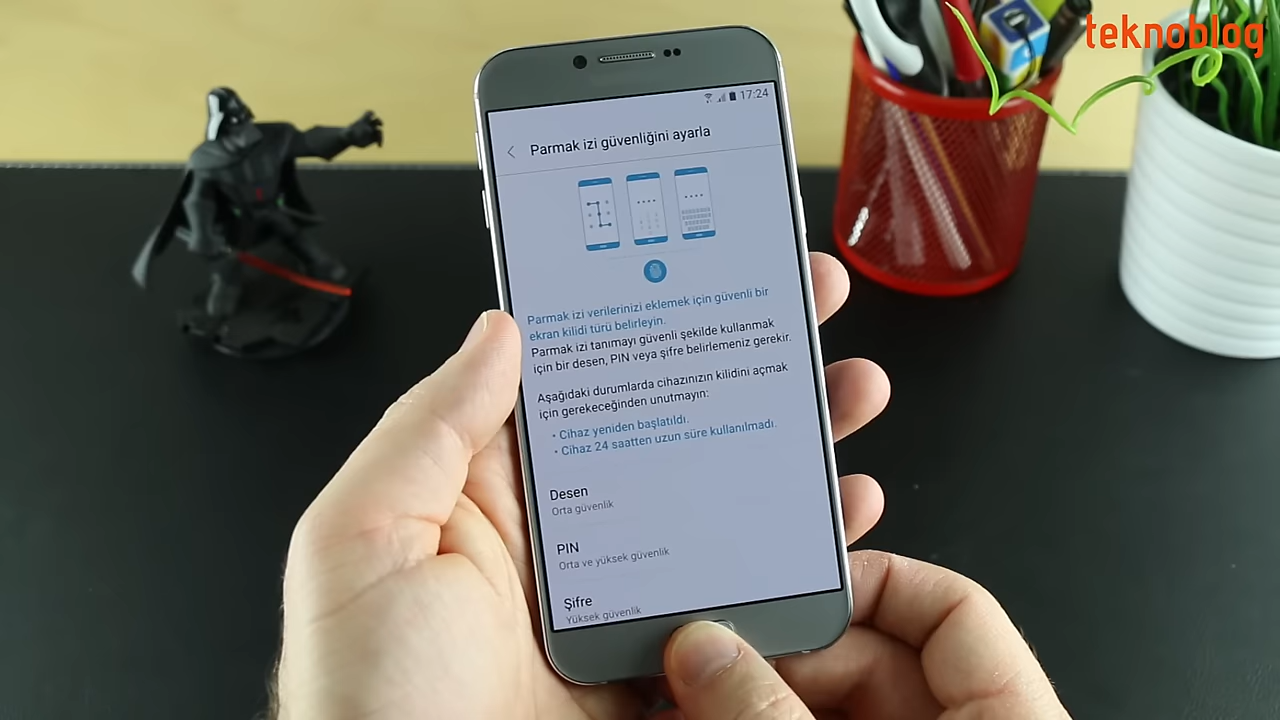 teknoblog
17:24
Parmak izi güvenliğini ayarla
Parmak izi verilerinizi eklemek için güvenli bir
ekran kilidi türü belirleyin.
Parmak izi tanımayı güvenli şekilde kullanmak
için bir desen, PIN veya şifre belirlemeniz gerekir.
Aşağıdaki durumlarda cihazınızın kilidini açmak
için gerekeceğinden unutmayın:
• Cihaz yeniden başlatıldı.
• Cihaz 24 saatten uzun süre kullanılmadı.
Desen
Orta güvenlik
PIN
Orta ve yüksek güvenlik
Şifre
Yüksek güvenlik